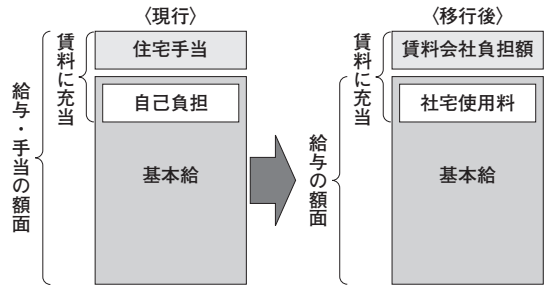 〈現行〉
給与・手当の額面
賃料に充当
住宅手当
自己負担
基本給
〈移行後〉
給与の額面
賃料に充当
賃料会社負担額
社宅使用料
基本給